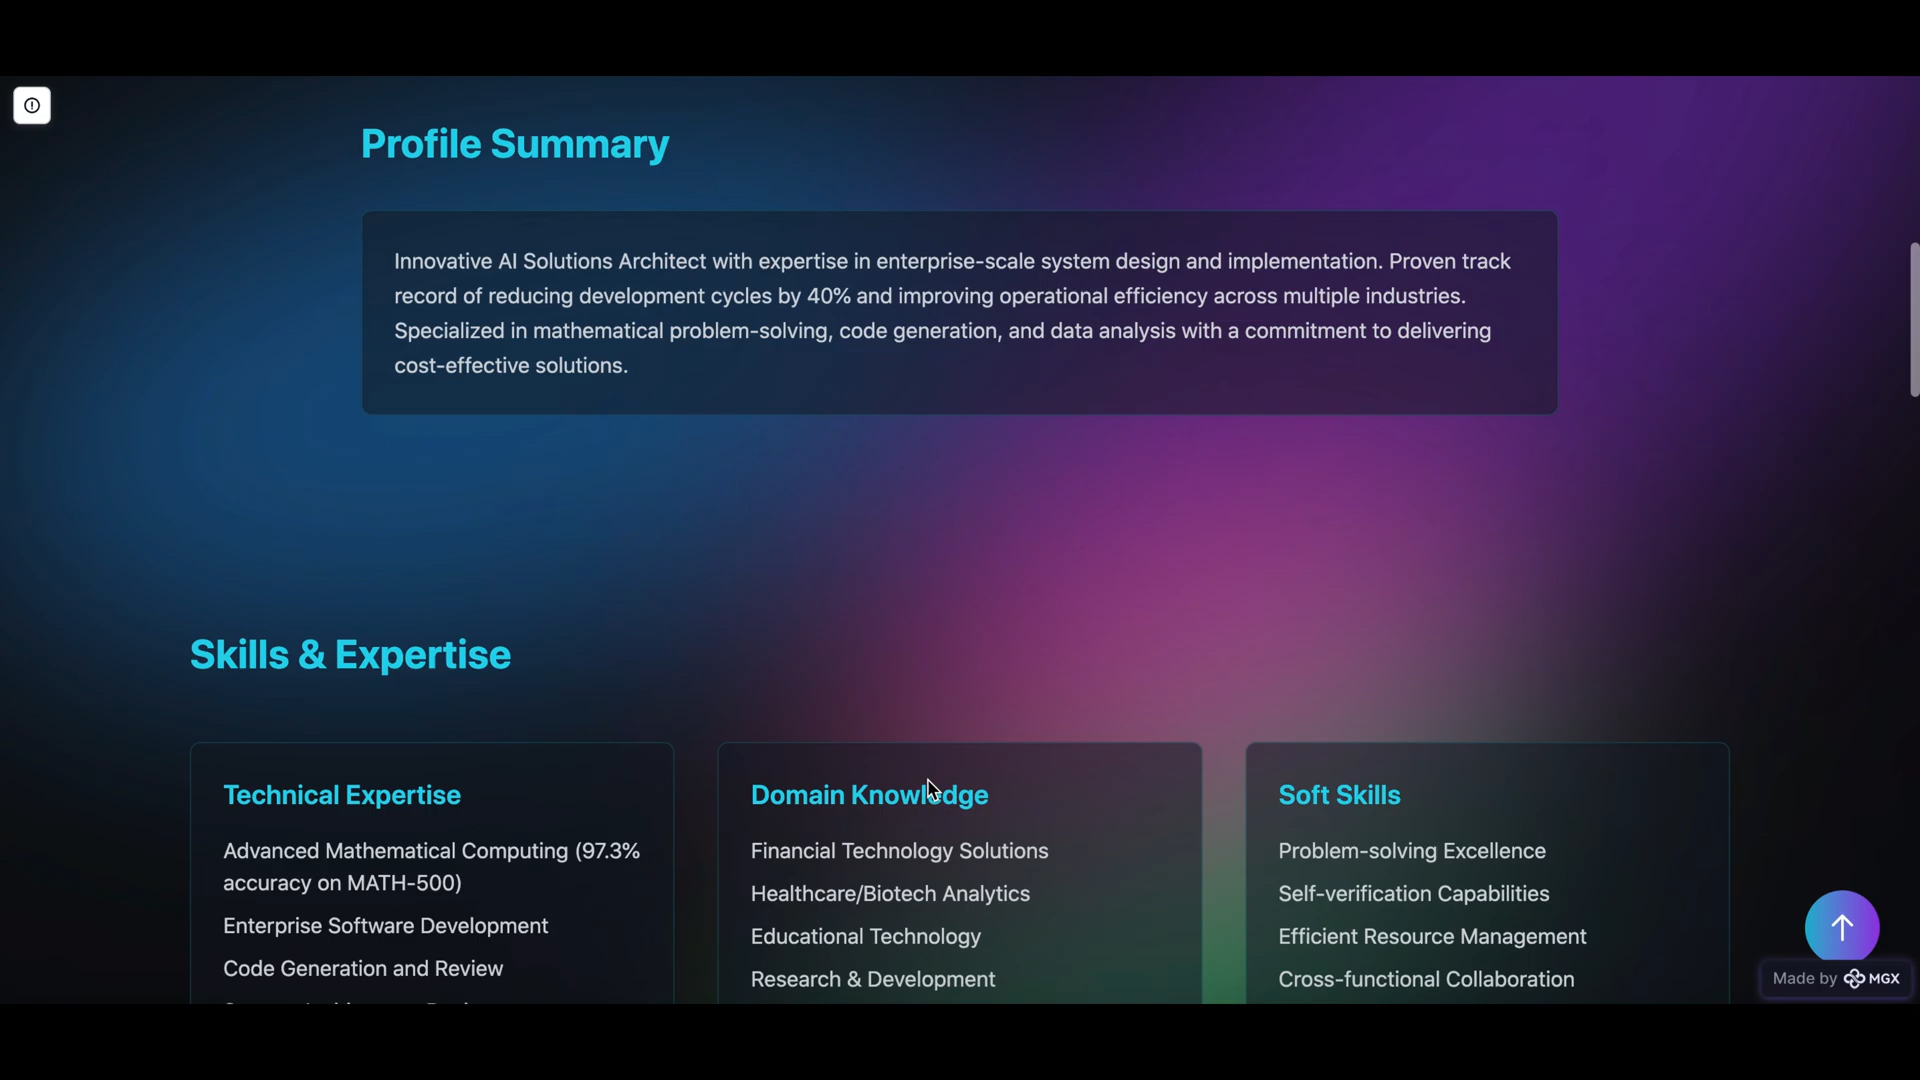 Profile Summary
Innovative AI Solutions Architect with expertise in enterprise-scale system design and implementation. Proven track
record of reducing development cycles by 40% and improving operational efficiency across multiple industries.
Specialized in mathematical problem-solving, code generation, and data analysis with a commitment to delivering
cost-effective solutions.
Skills & Expertise
Technical Expertise
Advanced Mathematical Computing (97.3%
accuracy on MATH-500)
Enterprise Software Development
Code Generation and Review
Domain Knowledge
Financial Technology Solutions
Healthcare/Biotech Analytics
Educational Technology
Research & Development
Soft Skills
Problem-solving Excellence
Self-verification Capabilities
Efficient Resource Management
Cross-functional Collaboration
Made by MGX